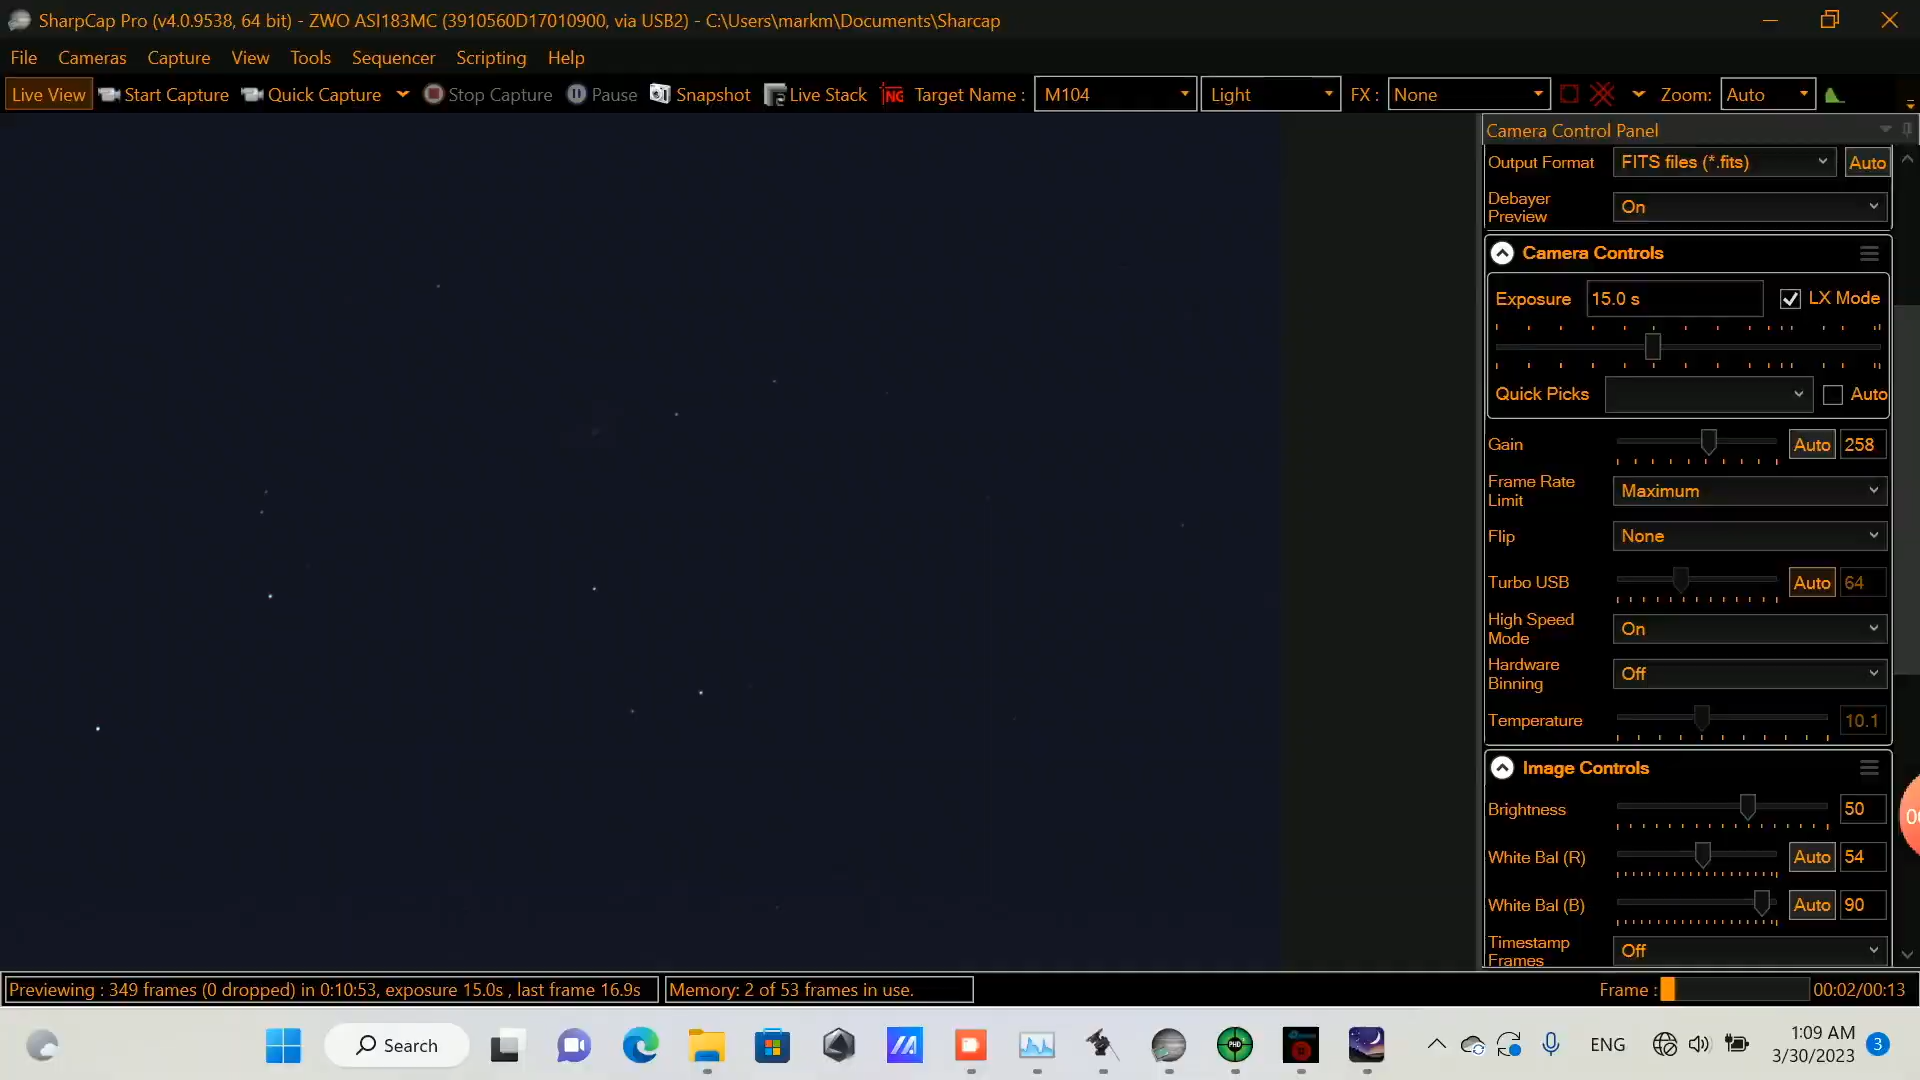 SharpCap Pro (v4.0.9538, 64 bit) - ZWO ASI183MC (3910560D17010900, via USB2) - C:\Users\markm\Documents\Sharcap
File Cameras Capture View Tools Sequencer Scripting Help
Live View Start Capture Quick Capture Stop Capture Pause Snapshot Live Stack NG Target Name : M104 Light FX : None Zoom: Auto
Camera Control Panel
Output Format FITS files (*.fits) Auto
Debayer
Preview
On
Camera Controls
Exposure 15.0 s LX Mode
Quick Picks Auto
Gain Auto 258
Frame Rate
Limit
Maximum
Flip None
Turbo USB Auto 64
High Speed
Mode
On
Hardware
Binning
Off
Temperature 10.1
Image Controls
Brightness 50
White Bal (R) Auto 54
White Bal (B) Auto 90
Timestamp
Frames
Off
Previewing : 349 frames (0 dropped) in 0:10:53, exposure 15.0s , last frame 16.9s Memory: 2 of 53 frames in use. Frame : 00:02/00:13
Search PHD ENG 1:09 AM 3
3/30/2023